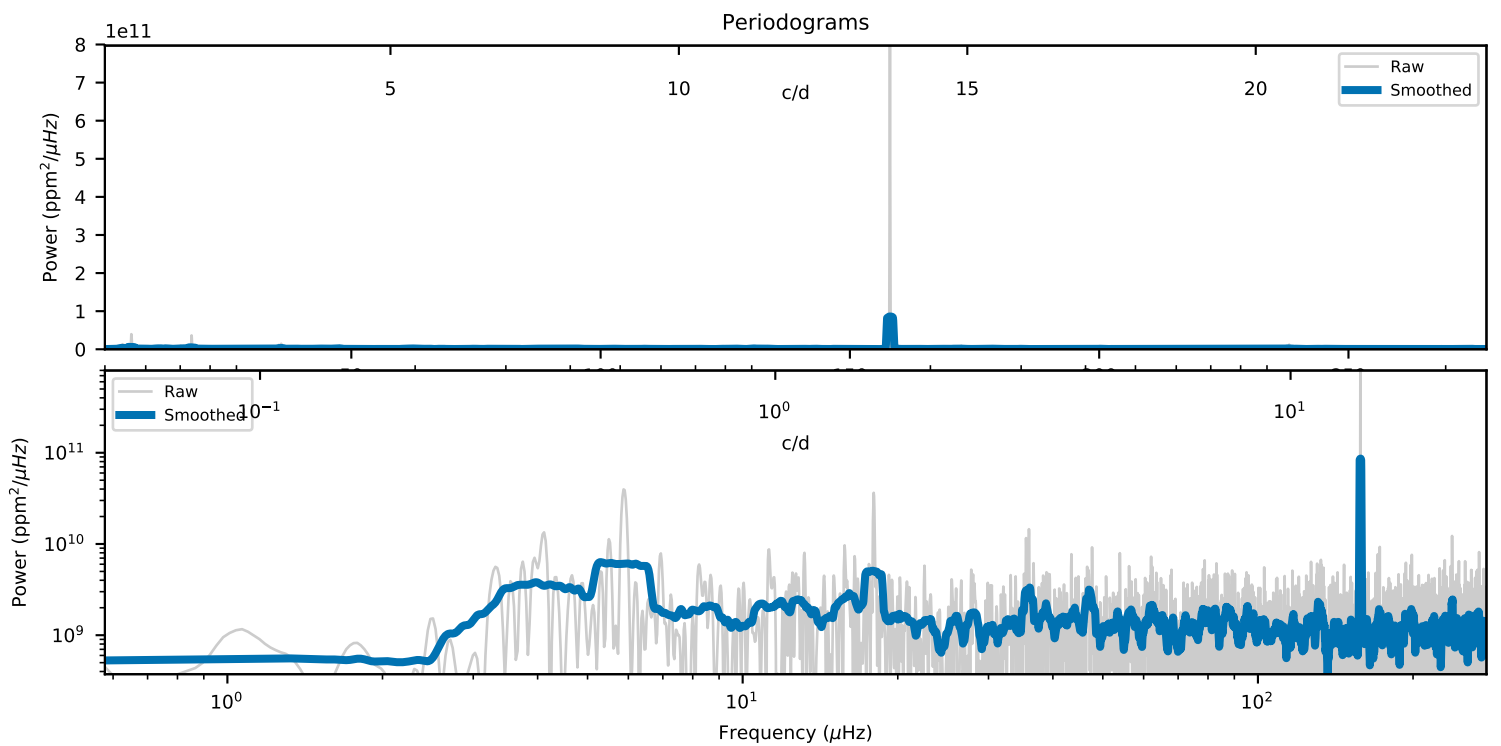 Periodograms
1e11
8
7
6
5
4
3
2
1
0
Power (ppm²/μHz)
5
10
15
20
c/d
Raw
Smoothed
Raw
Smoothed
10⁻¹
10⁰
10¹
c/d
10¹¹
10¹⁰
10⁹
Power (ppm²/μHz)
10⁰
10¹
10²
Frequency (μHz)